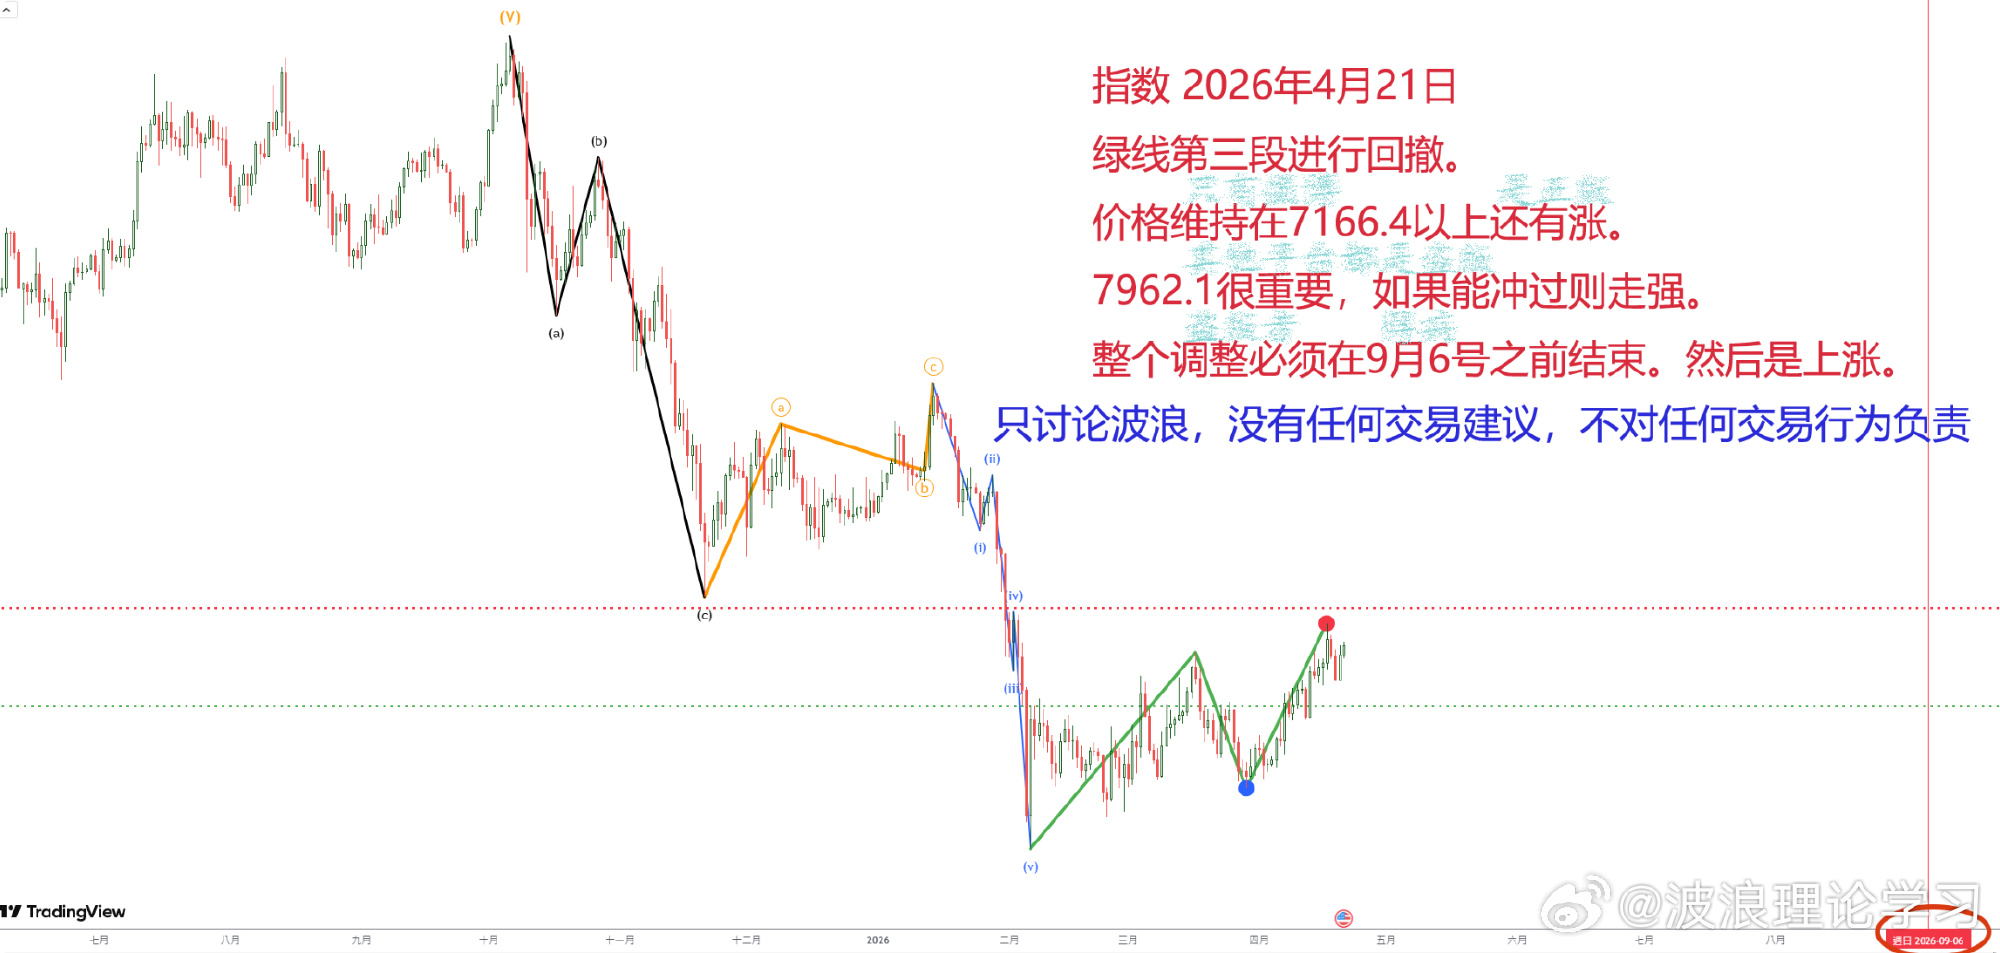 (V)
指数 2026年4月21日
绿线第三段进行回撤。
(b)
价格维持在7166.4以上还有涨。
7962.1很重要，如果能冲过则走强。
(a)
整个调整必须在9月6号之前结束。然后是上涨。
c
a
只讨论波浪，没有任何交易建议，不对任何交易行为负责
(ii)
b
(i)
iv)
(c)
(iii
(v)
TradingView
@波浪理论学习
七月 八月 九月 十月 十一月 十二月 2026 二月 三月 四月 五月 六月 七月 八月 週日 2026-09-06